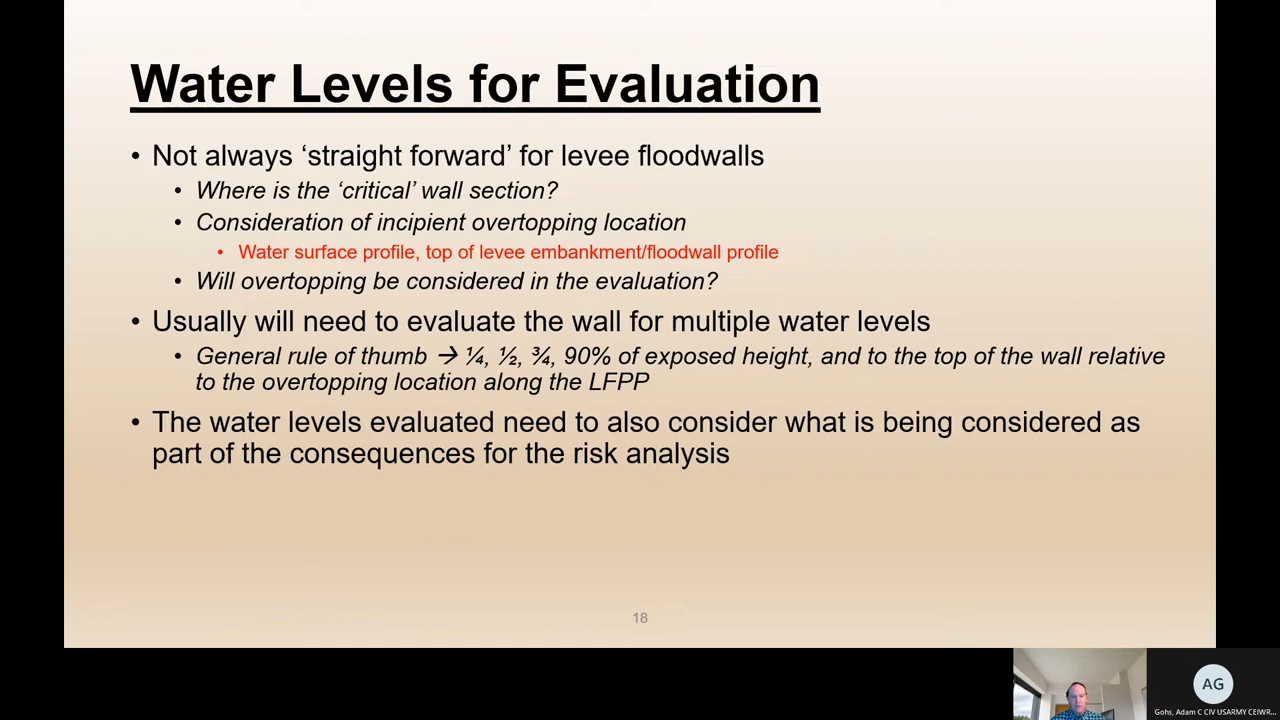 Water Levels for Evaluation
• Not always ‘straight forward’ for levee floodwalls
• Where is the ‘critical’ wall section?
• Consideration of incipient overtopping location
• Water surface profile, top of levee embankment/floodwall profile
• Will overtopping be considered in the evaluation?
• Usually will need to evaluate the wall for multiple water levels
• General rule of thumb → ¼, ½, ¾, 90% of exposed height, and to the top of the wall relative
to the overtopping location along the LFPP
• The water levels evaluated need to also consider what is being considered as
part of the consequences for the risk analysis
18
AG
Gohs, Adam C CIV USARMY CEIWR...